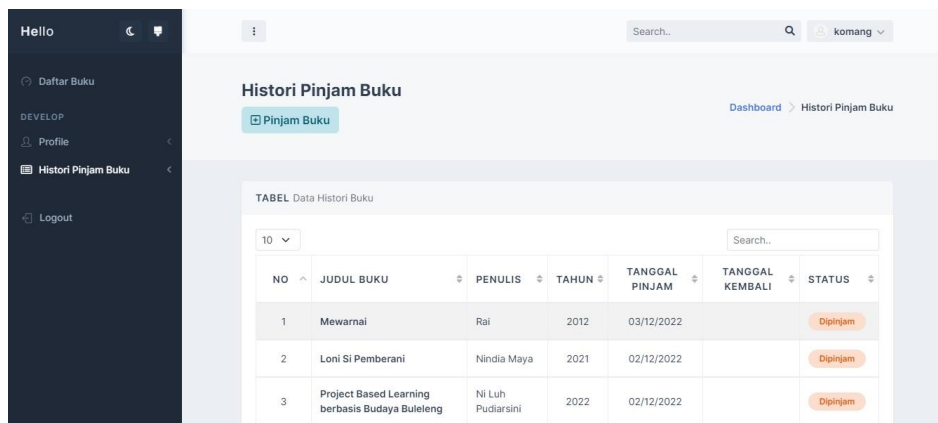 Hello
Search..
komang
Daftar Buku
DEVELOP
Profile
Histori Pinjam Buku
Logout
Histori Pinjam Buku
Pinjam Buku
Dashboard > Histori Pinjam Buku
TABEL Data Histori Buku
10
Search..
NO JUDUL BUKU PENULIS TAHUN TANGGAL PINJAM TANGGAL KEMBALI STATUS
1 Mewarnai Rai 2012 03/12/2022 Dipinjam
2 Loni Si Pemberani Nindia Maya 2021 02/12/2022 Dipinjam
3 Project Based Learning berbasis Budaya Buleleng Ni Luh Pudiarsini 2022 02/12/2022 Dipinjam